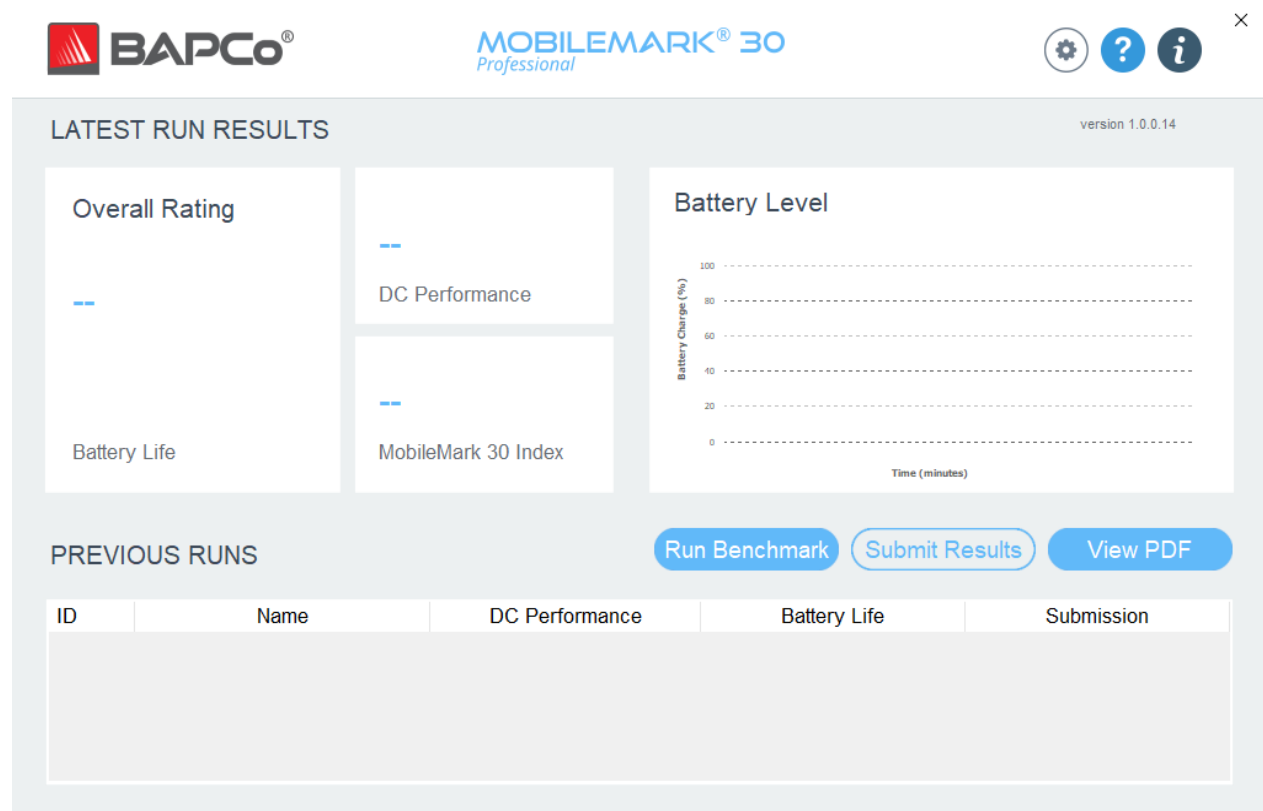 BAPCo®
MOBILEMARK® 30
Professional
?
i
LATEST RUN RESULTS
version 1.0.0.14
Overall Rating
--
Battery Life
--
DC Performance
--
MobileMark 30 Index
Battery Level
Battery Charge (%)
100
80
60
40
20
0
Time (minutes)
PREVIOUS RUNS
Run Benchmark Submit Results View PDF
ID Name DC Performance Battery Life Submission